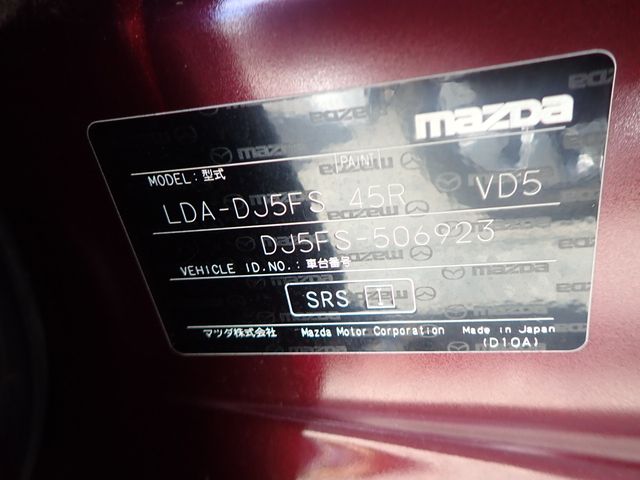 mazda
PAINT
MODEL:型式
LDA-DJ5FS 45R VD5
DJ5FS-506923
VEHICLE ID.NO.:車台番号
SRS
マツダ株式会社 Mazda Motor Corporation Made in Japan
(D10A)